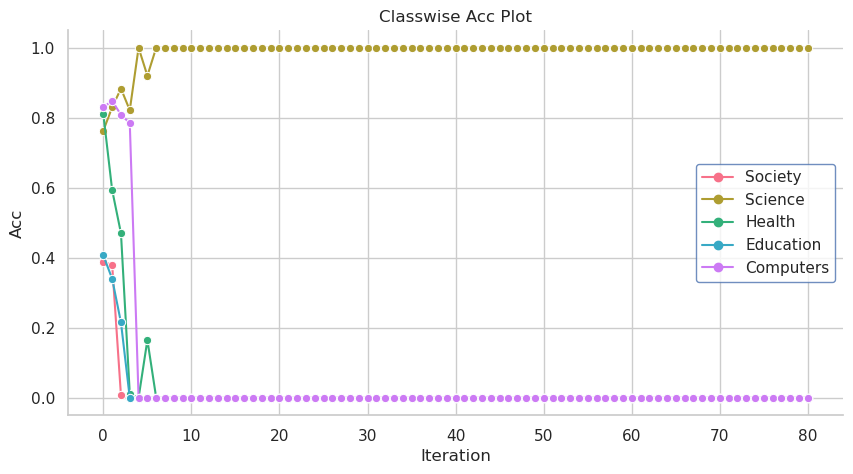 Classwise Acc Plot
1.0
0.8
0.6
0.4
0.2
0.0
Acc
Society
Science
Health
Education
Computers
0 10 20 30 40 50 60 70 80
Iteration